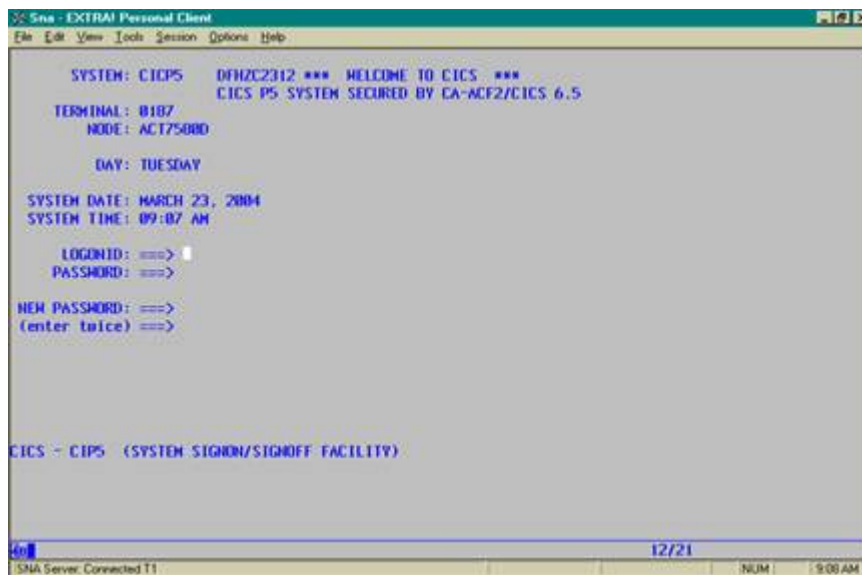 Sna - EXTRA! Personal Client
File Edit View Tools Session Options Help
SYSTEM: CICP5 DFHZC2312 *** WELCOME TO CICS ***
CICS P5 SYSTEM SECURED BY CA-ACF2/CICS 6.5
TERMINAL: 0187
NODE: ACT7500D
DAY: TUESDAY
SYSTEM DATE: MARCH 23, 2004
SYSTEM TIME: 09:07 AM
LOGONID: ===>
PASSWORD: ===>
NEW PASSWORD: ===>
(enter twice) ===>
CICS - CIP5 (SYSTEM SIGNON/SIGNOFF FACILITY)
12/21
SNA Server: Connected T1 NUM 9:08 AM